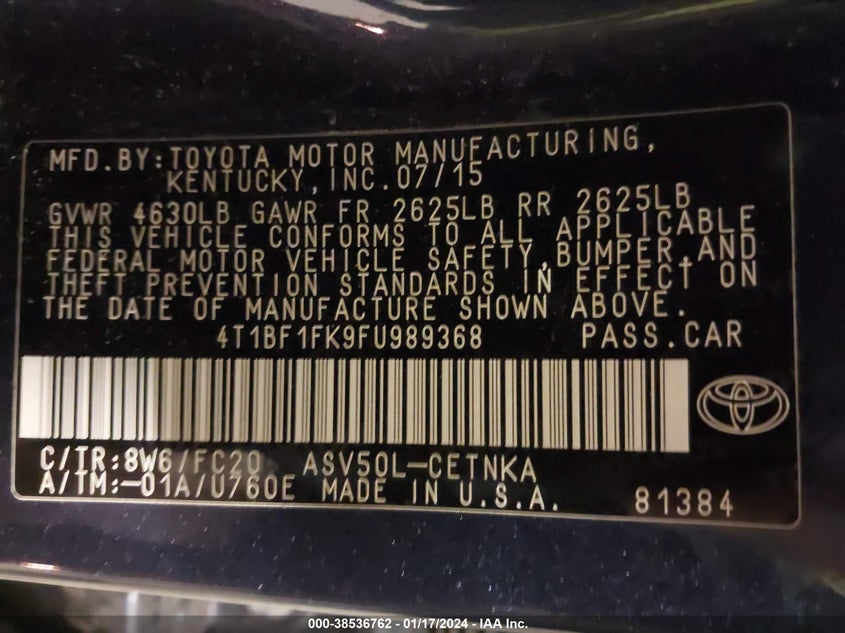 MFD.BY:TOYOTA MOTOR MANUFACTURING,
KENTUCKY,INC.07/15
GVWR 4630LB GAWR FR 2625LB RR 2625LB
THIS VEHICLE CONFORMS TO ALL APPLICABLE
FEDERAL MOTOR VEHICLE SAFETY,BUMPER,AND
THEFT PREVENTION STANDARDS IN EFFECT ON
THE DATE OF MANUFACTURE SHOWN ABOVE.
4T1BF1FK9FU989368 PASS.CAR
C/TR:8W6/FC20 ASV50L-CETNKA
A/TM:-01A/U760E MADE IN U.S.A. 81384
000-38536762 - 01/17/2024 - IAA Inc.